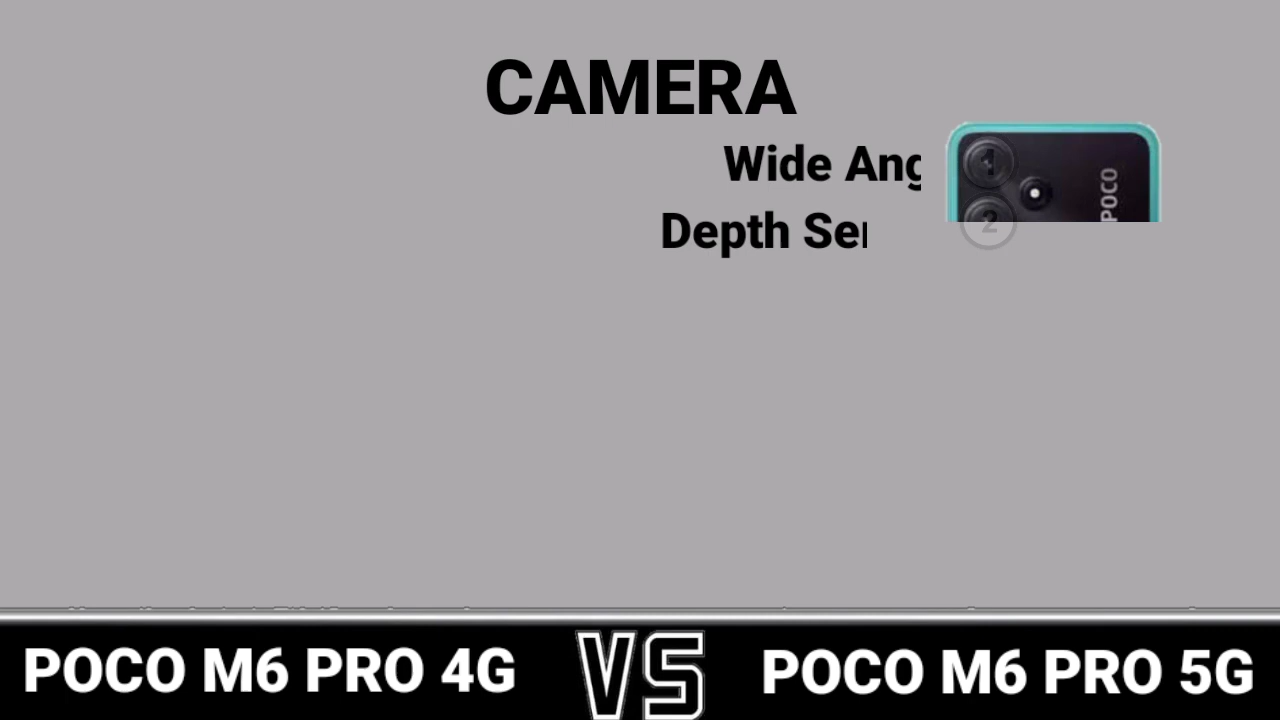 CAMERA
Wide Ang
1
POCO
2
Depth Se
POCO M6 PRO 4G
VS
POCO M6 PRO 5G